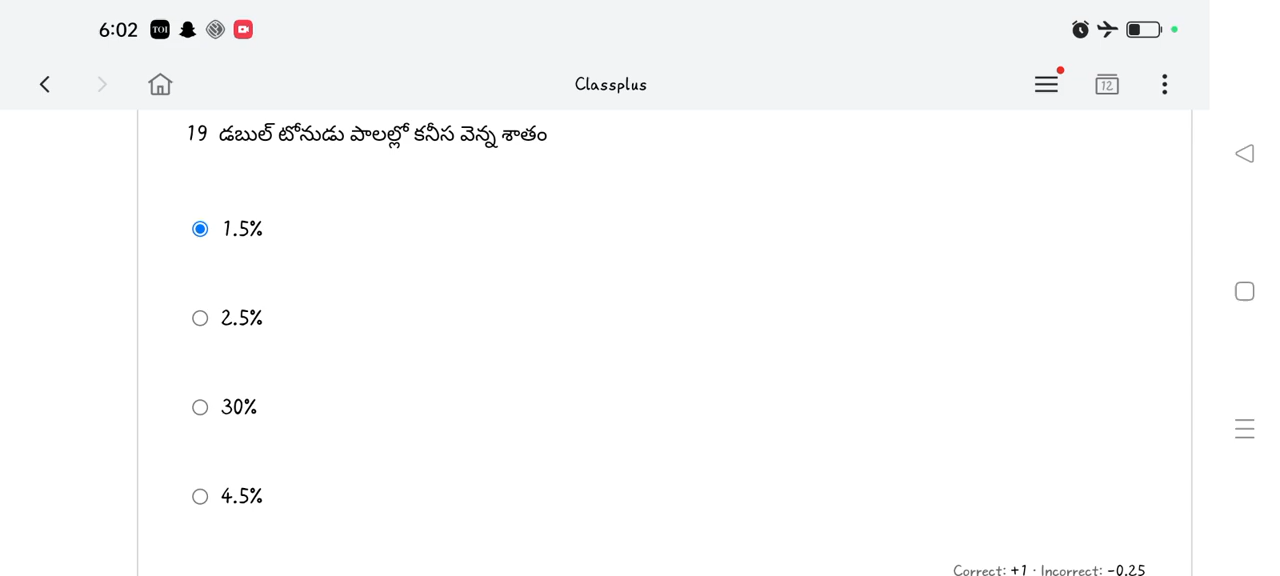 6:02
TOI
Classplus
12
19 డబుల్ టోనుడు పాలల్లో కనీస వెన్న శాతం
1.5%
2.5%
30%
4.5%
Correct: +1 · Incorrect: -0.25